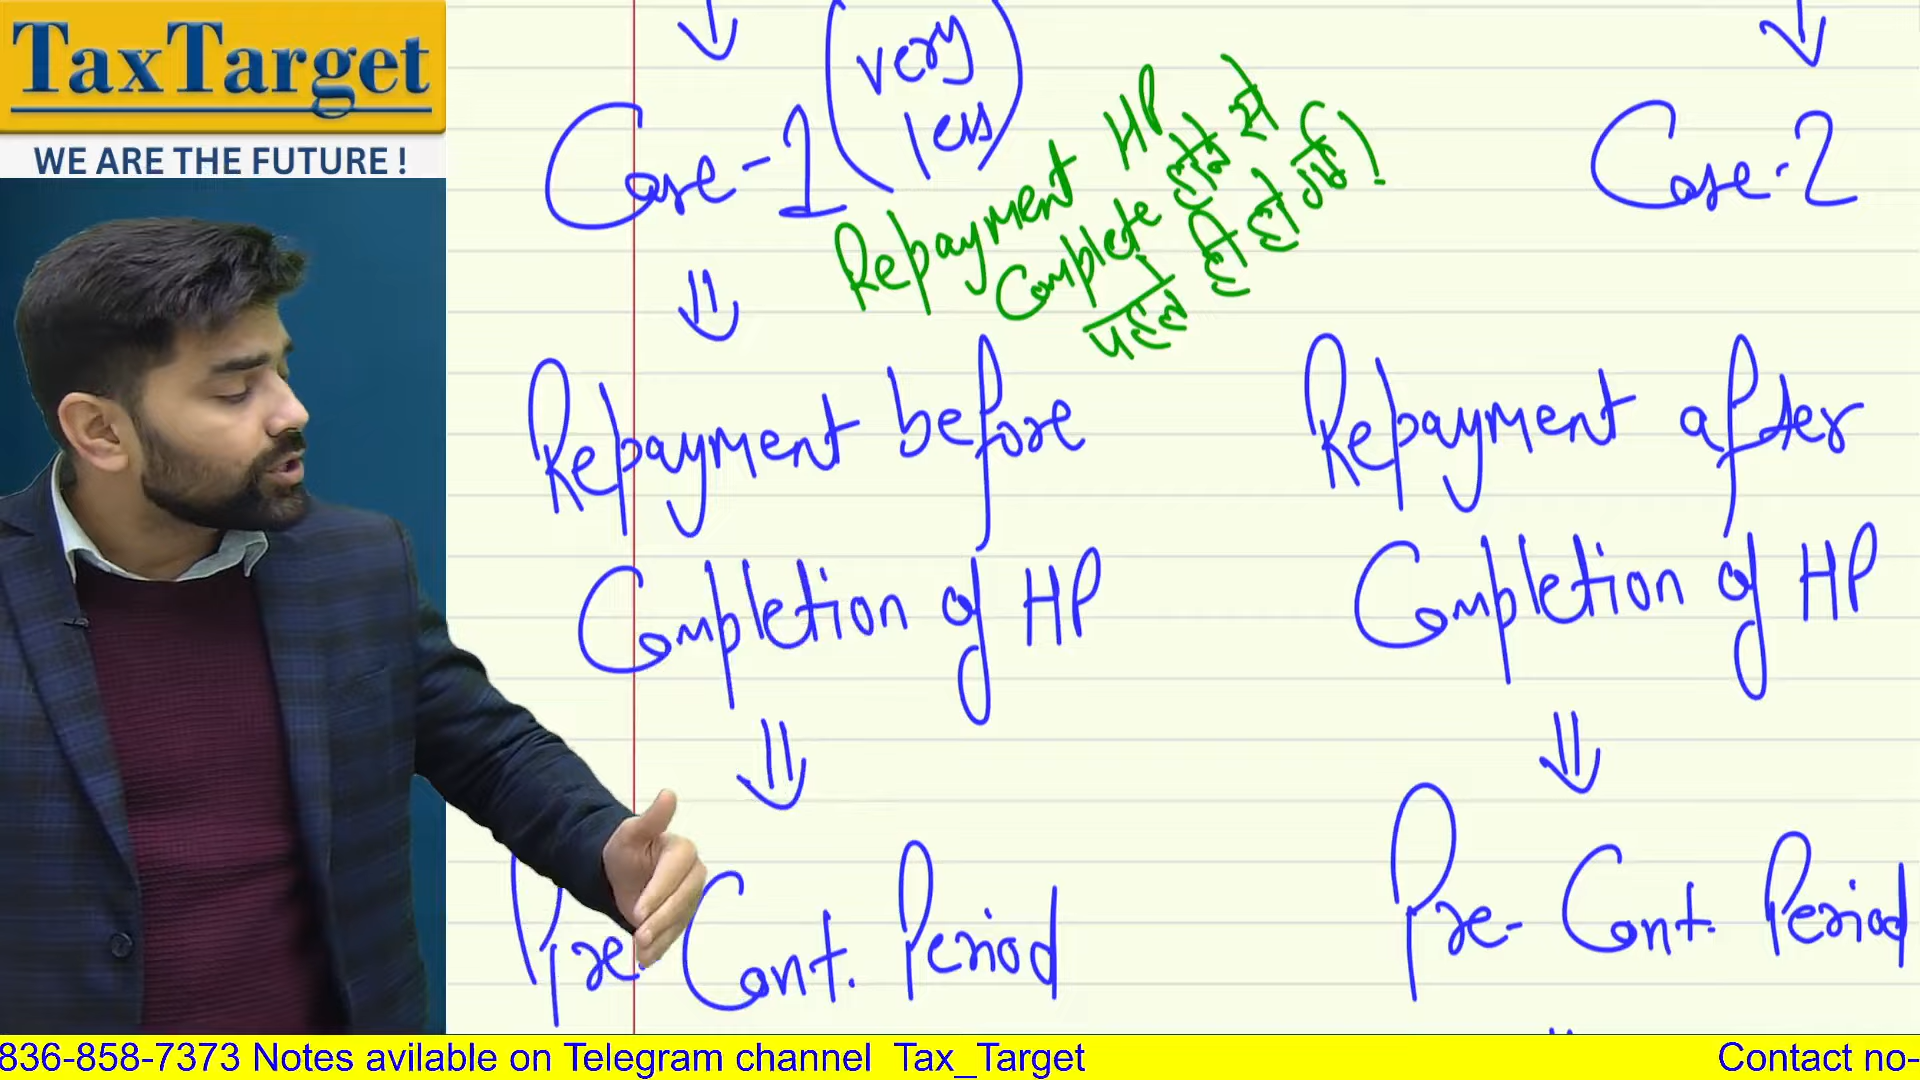 TaxTarget
WE ARE THE FUTURE !
(very
less)
Case-1
Case-2
Repayment HP
Complete होने से
पहले ही हो गई!
Repayment before
Completion of HP
Repayment after
Completion of HP
Pre-Cont. Period
Pre-Cont. Period
836-858-7373 Notes avilable on Telegram channel Tax_Target
Contact no-